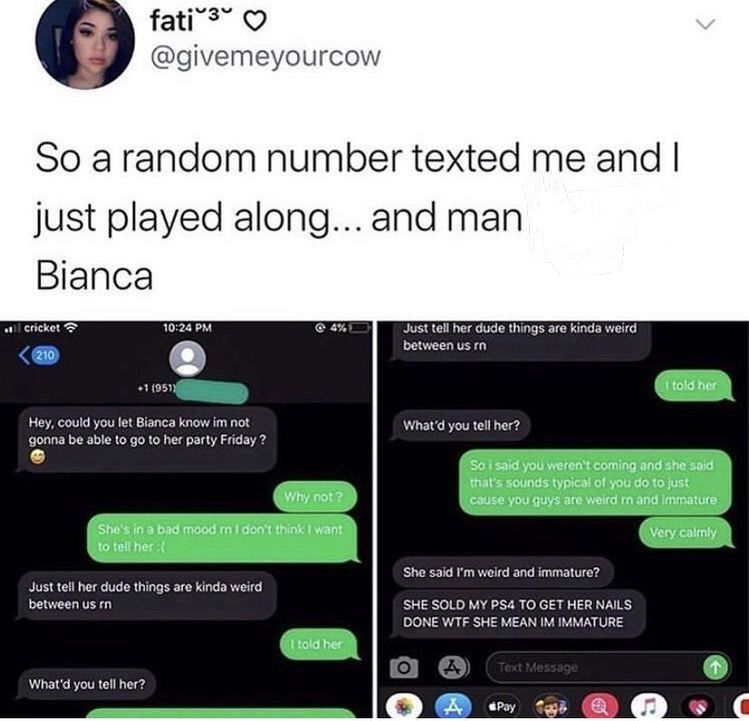 fati˘³˘ ♡
@givemeyourcow
So a random number texted me and I
just played along... and man
Bianca
cricket
10:24 PM
4%
210
+1 (951)
Hey, could you let Bianca know im not
gonna be able to go to her party Friday ?
😅
Why not ?
She's in a bad mood rn I don't think I want
to tell her :(
Just tell her dude things are kinda weird
between us rn
I told her
What'd you tell her?
Just tell her dude things are kinda weird
between us rn
I told her
What'd you tell her?
So i said you weren't coming and she said
that's sounds typical of you do to just
cause you guys are weird rn and immature
Very calmly
She said I'm weird and immature?
SHE SOLD MY PS4 TO GET HER NAILS
DONE WTF SHE MEAN IM IMMATURE
Text Message
Pay